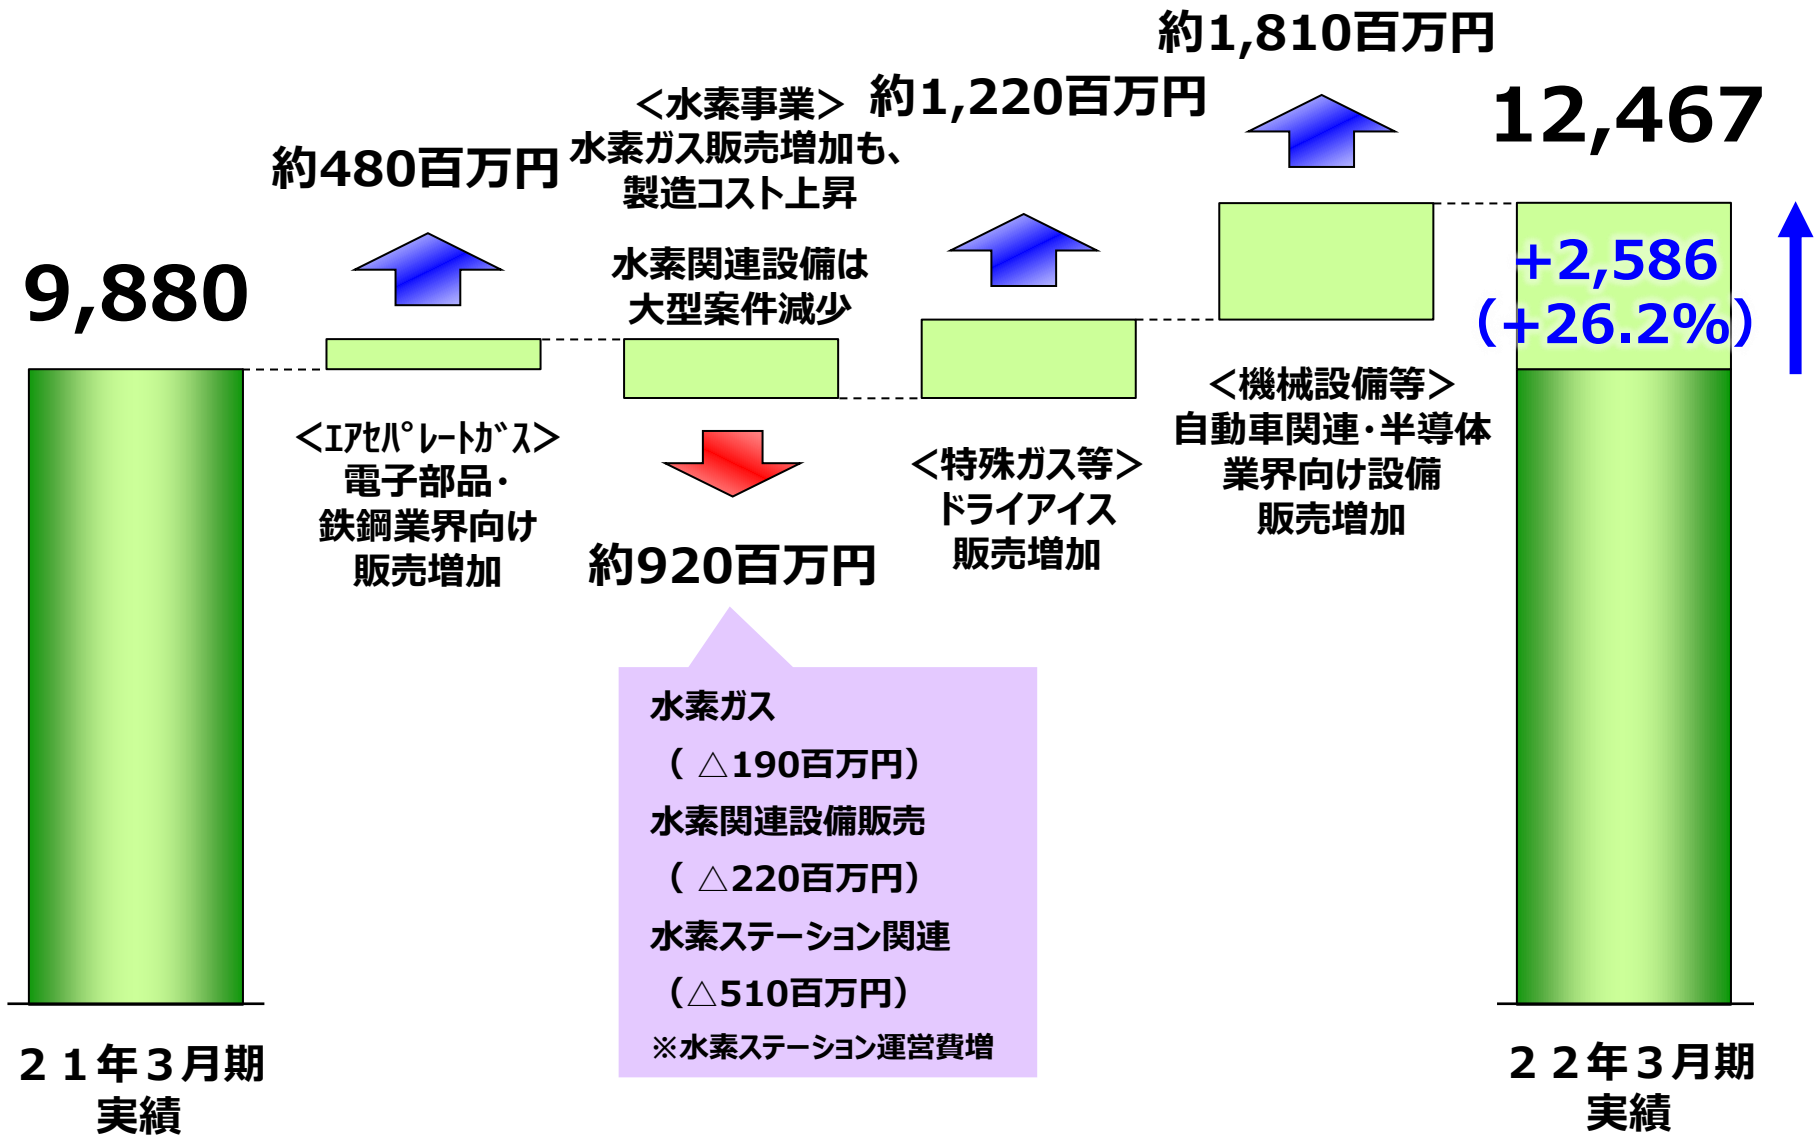 9,880
21年3月期
実績
約480百万円
＜ｴｱｾﾊﾟﾚｰﾄｶﾞｽ＞
電子部品・
鉄鋼業界向け
販売増加
＜水素事業＞
水素ガス販売増加も、
製造コスト上昇
水素関連設備は
大型案件減少
約920百万円
水素ガス
（ △190百万円）
水素関連設備販売
（ △220百万円）
水素ステーション関連
（△510百万円）
※水素ステーション運営費増
約1,220百万円
＜特殊ガス等＞
ドライアイス
販売増加
約1,810百万円
＜機械設備等＞
自動車関連・半導体
業界向け設備
販売増加
12,467
+2,586
（+26.2%）
２２年３月期
実績